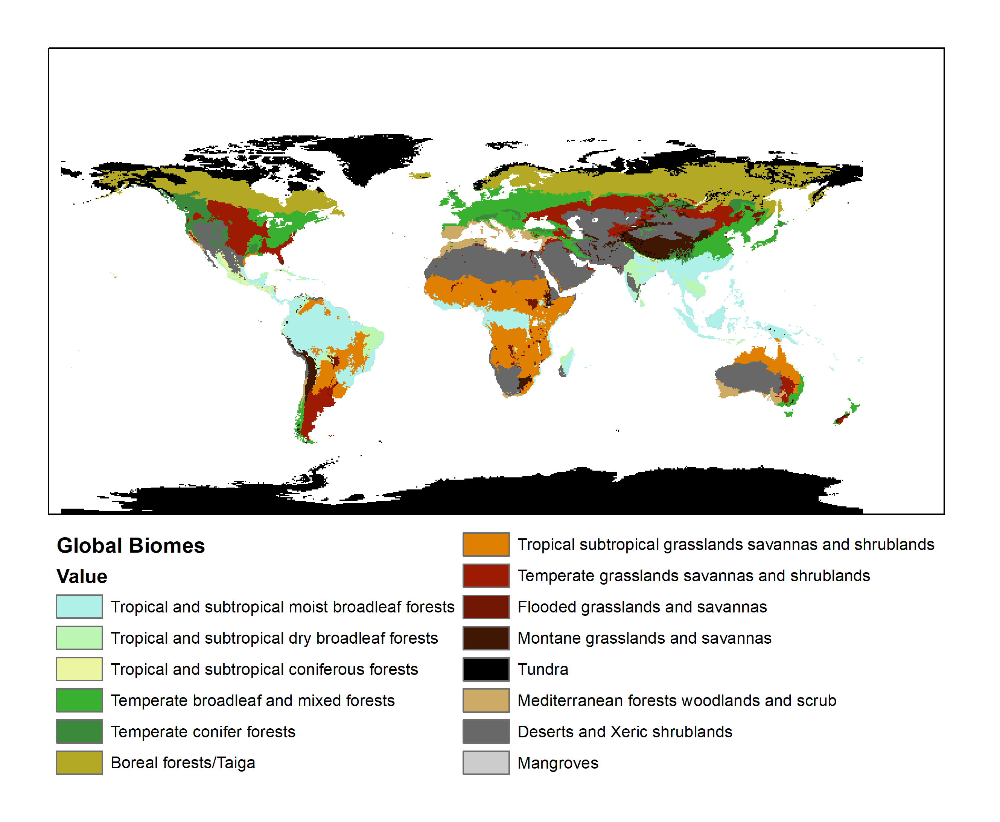 Global Biomes
Value
Tropical and subtropical moist broadleaf forests
Tropical and subtropical dry broadleaf forests
Tropical and subtropical coniferous forests
Temperate broadleaf and mixed forests
Temperate conifer forests
Boreal forests/Taiga
Tropical subtropical grasslands savannas and shrublands
Temperate grasslands savannas and shrublands
Flooded grasslands and savannas
Montane grasslands and savannas
Tundra
Mediterranean forests woodlands and scrub
Deserts and Xeric shrublands
Mangroves